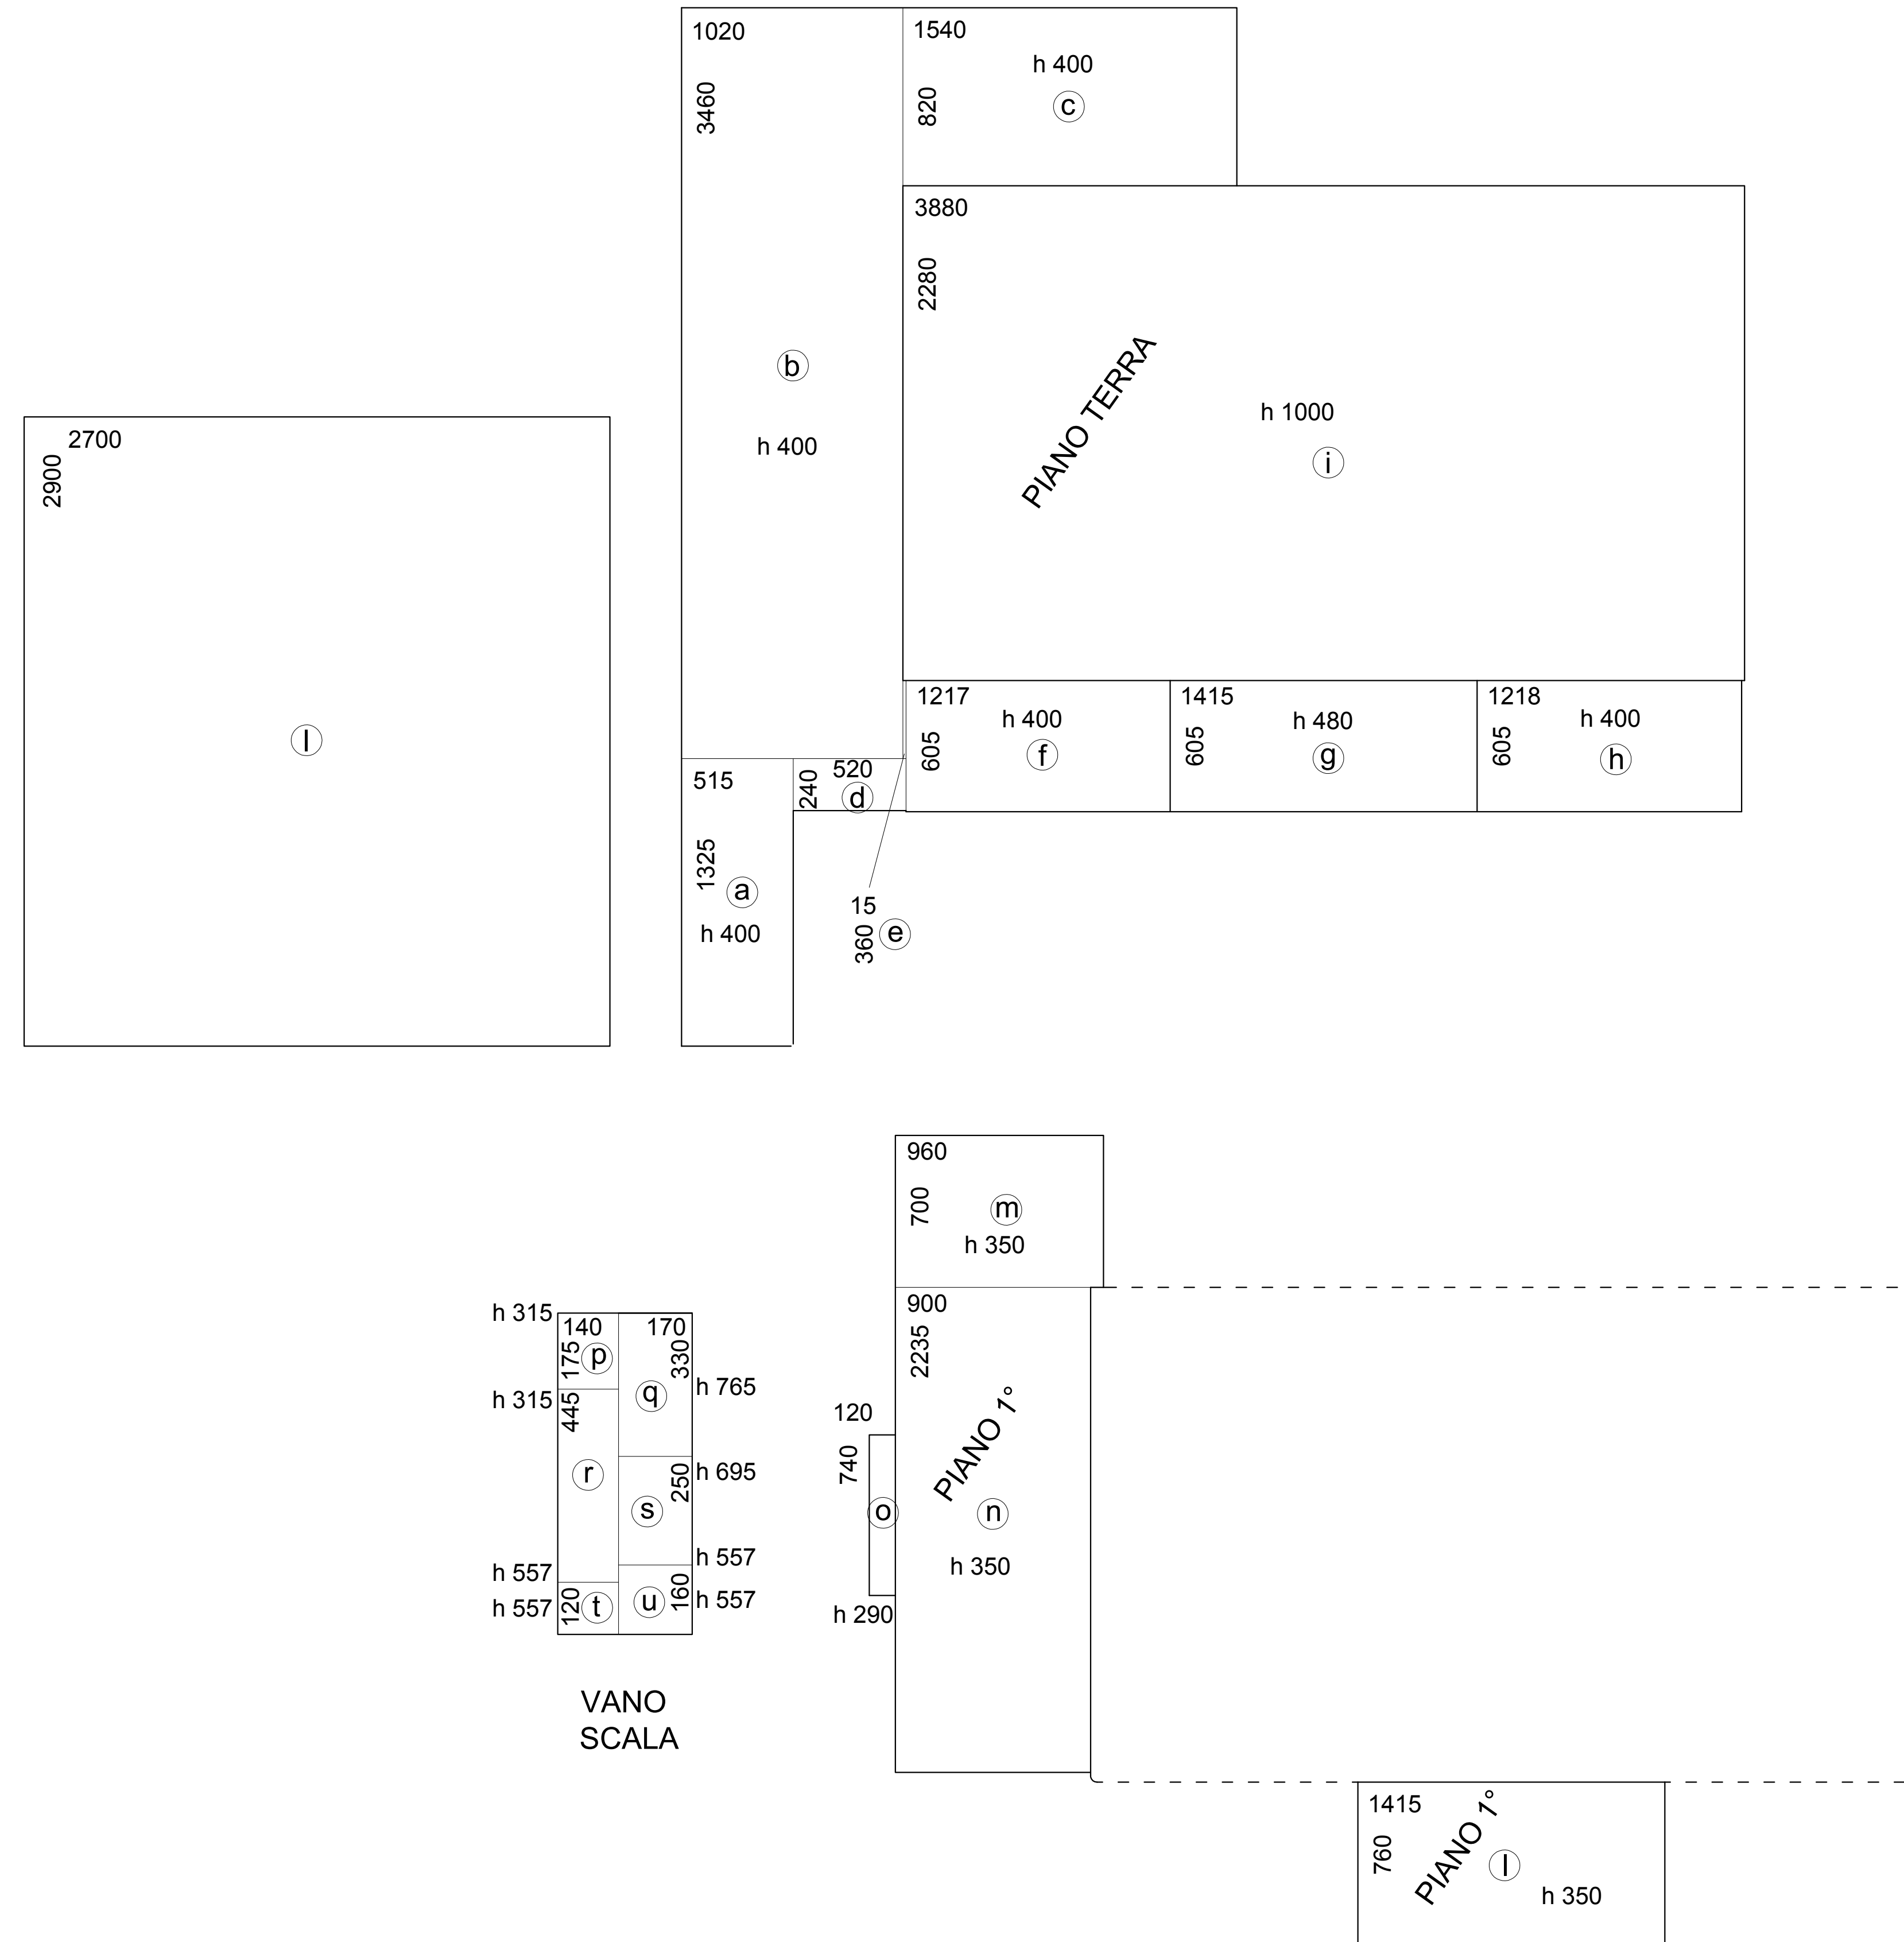 1020
3460
b
h 400
1540
h 400
820
c
3880
2280
PIANO TERRA
h 1000
i
2700
2900
l
1217
h 400
605
f
1415
h 480
605
g
1218
h 400
605
h
515
1325
a
h 400
520
240
d
15
360
e
960
700
m
h 350
900
2235
PIANO 1°
n
h 350
120
740
o
h 290
h 315
140
175
p
170
330
q
h 765
h 315
445
r
h 695
250
s
h 557
h 557
h 557
120
t
160
u
h 557
VANO
SCALA
1415
760
PIANO 1°
l
h 350